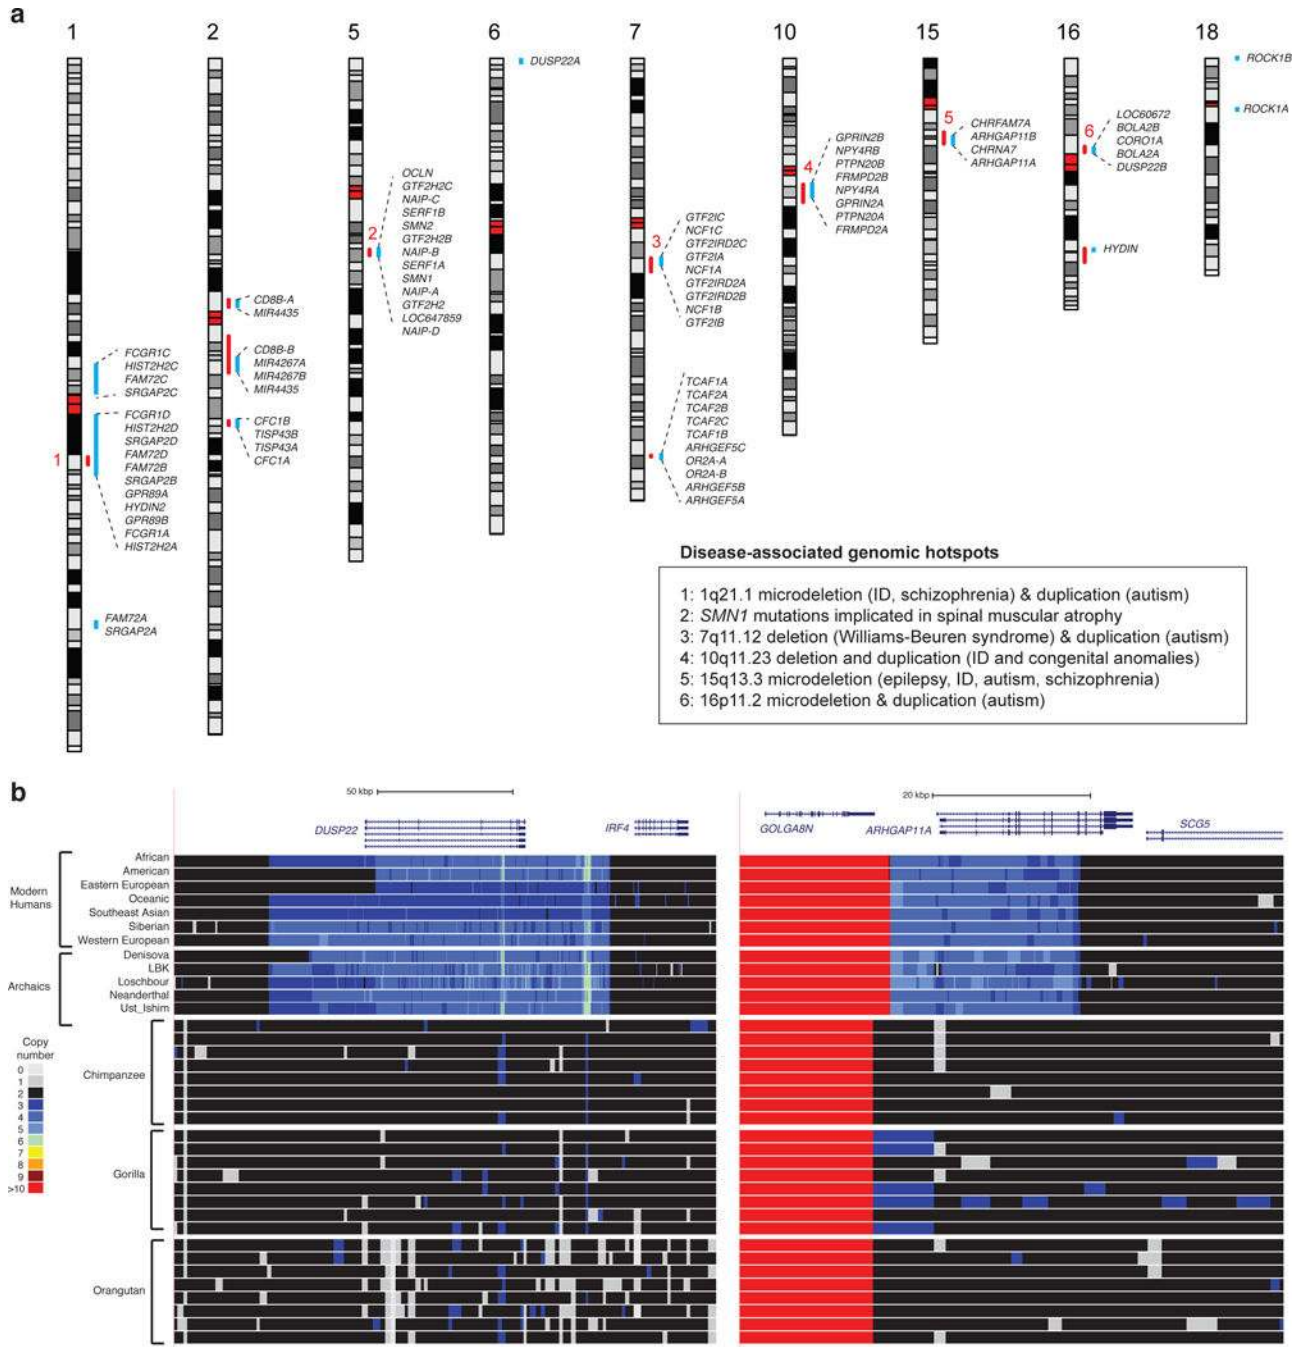 a
1 2 5 6 7 10 15 16 18
DUSP22A
ROCK1B
ROCK1A
5
CHRFAM7A
ARHGAP11B
CHRNA7
ARHGAP11A
6
LOC60672
BOLA2B
CORO1A
BOLA2A
DUSP22B
4
GPRIN2B
NPY4RB
PTPN20B
FRMPD2B
NPY4RA
GPRIN2A
PTPN20A
FRMPD2A
2
OCLN
GTF2H2C
NAIP-C
SERF1B
SMN2
GTF2H2B
NAIP-B
SERF1A
SMN1
NAIP-A
GTF2H2
LOC647859
NAIP-D
3
GTF2IC
NCF1C
GTF2IRD2C
GTF2IA
NCF1A
GTF2IRD2A
GTF2IRD2B
NCF1B
GTF2IB
HYDIN
CD8B-A
MIR4435
CD8B-B
MIR4267A
MIR4267B
MIR4435
CFC1B
TISP43B
TISP43A
CFC1A
FCGR1C
HIST2H2C
FAM72C
SRGAP2C
1
FCGR1D
HIST2H2D
SRGAP2D
FAM72D
FAM72B
SRGAP2B
GPR89A
HYDIN2
GPR89B
FCGR1A
HIST2H2A
FAM72A
SRGAP2A
TCAF1A
TCAF2A
TCAF2B
TCAF2C
TCAF1B
ARHGEF5C
OR2A-A
OR2A-B
ARHGEF5B
ARHGEF5A
Disease-associated genomic hotspots
1: 1q21.1 microdeletion (ID, schizophrenia) & duplication (autism)
2: SMN1 mutations implicated in spinal muscular atrophy
3: 7q11.12 deletion (Williams-Beuren syndrome) & duplication (autism)
4: 10q11.23 deletion and duplication (ID and congenital anomalies)
5: 15q13.3 microdeletion (epilepsy, ID, autism, schizophrenia)
6: 16p11.2 microdeletion & duplication (autism)
b
50 kbp
20 kbp
DUSP22
IRF4
GOLGA8N
ARHGAP11A
SCG5
Modern
Humans
African
American
Eastern European
Oceanic
Southeast Asian
Siberian
Western European
Archaics
Denisova
LBK
Loschbour
Neanderthal
Ust_Ishim
Copy
number
0
1
2
3
4
5
6
7
8
9
>10
Chimpanzee
Gorilla
Orangutan